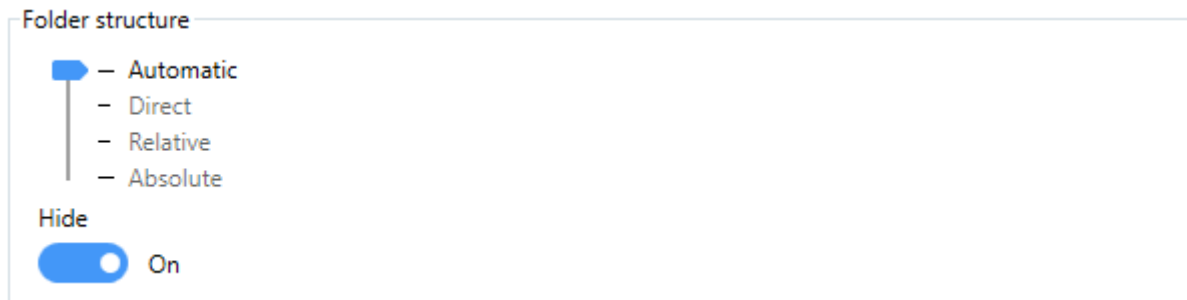 Folder structure
Automatic
Direct
Relative
Absolute
Hide
On